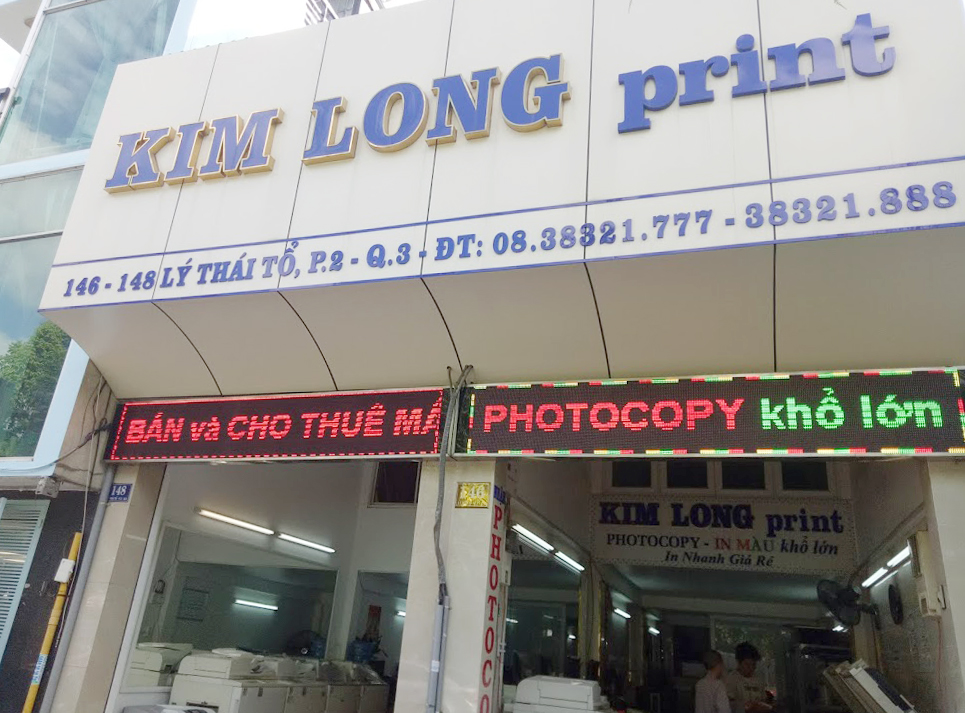 KIM LONG print
146 - 148 LÝ THÁI TỔ, P.2 - Q.3 - ĐT: 08.38321.777 - 38321.888
BÁN và CHO THUÊ MÁ
PHOTOCOPY khổ lớn
148
146
KIM LONG print
PHOTOCOPY - IN MÀU khổ lớn
In Nhanh Giá Rẻ
PHOTOCO